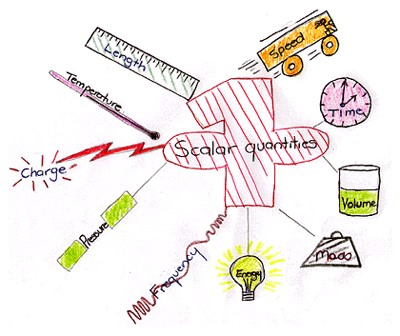 Length
Speed
Temperature
Time
Scalar quantities
Charge
Volume
Pressure
Mass
Energy
Frequency